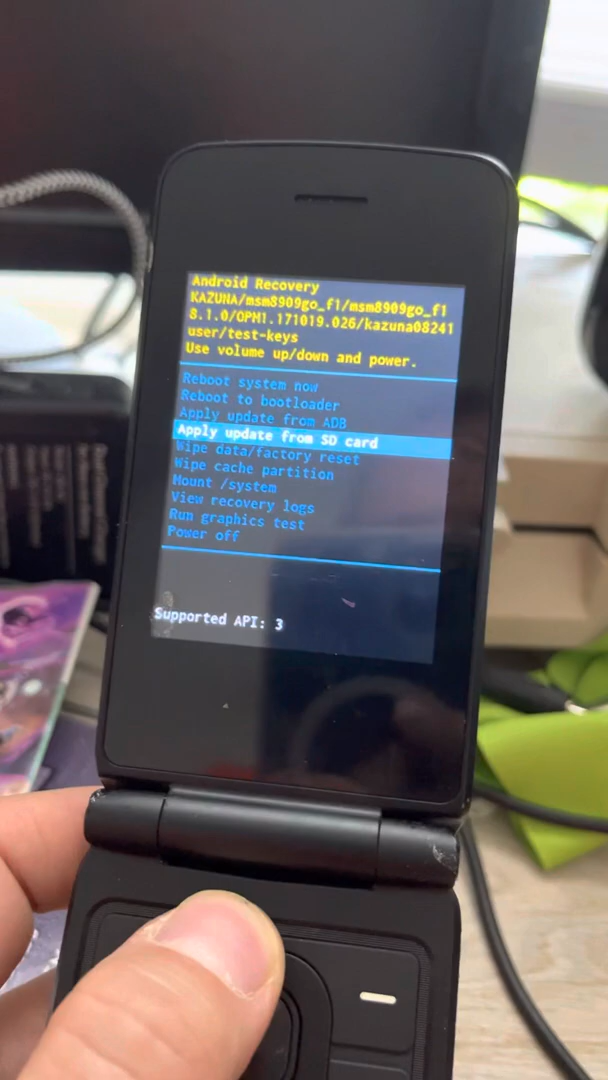 Android Recovery
KAZUNA/msm8909go_f1/msm8909go_f1
8.1.0/OPM1.171019.026/kazuna08241
user/test-keys
Use volume up/down and power.
Reboot system now
Reboot to bootloader
Apply update from ADB
Apply update from SD card
Wipe data/factory reset
Wipe cache partition
Mount /system
View recovery logs
Run graphics test
Power off
Supported API: 3